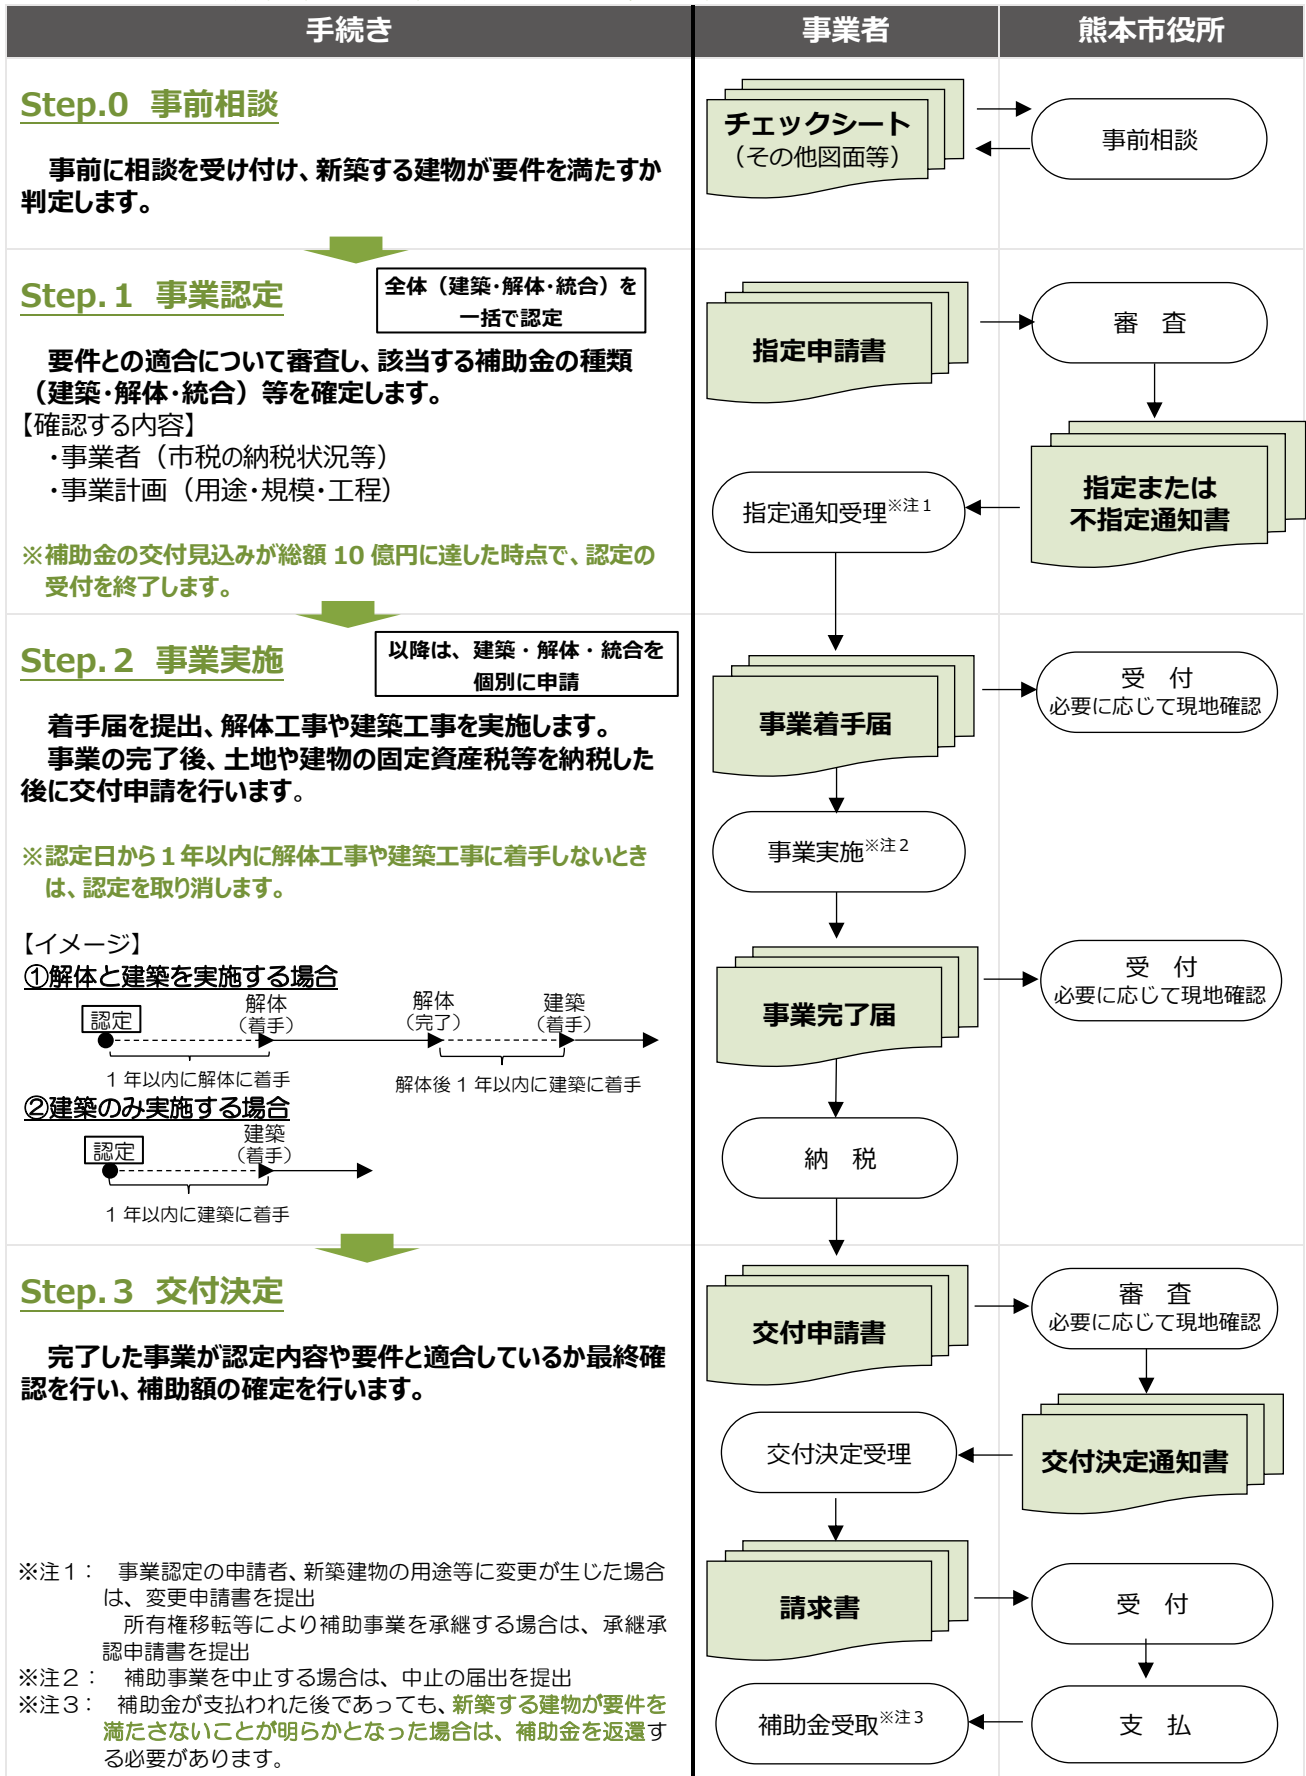 手続き
事業者
熊本市役所
Step.0 事前相談
事前に相談を受け付け、新築する建物が要件を満たすか
判定します。
チェックシート
（その他図面等）
事前相談
Step.1 事業認定
全体（建築･解体･統合）を
一括で認定
要件との適合について審査し、該当する補助金の種類
（建築･解体･統合）等を確定します。
【確認する内容】
・事業者（市税の納税状況等）
・事業計画（用途･規模･工程）
※補助金の交付見込みが総額 10 億円に達した時点で、認定の
受付を終了します。
指定申請書
審　査
指定または
不指定通知書
指定通知受理※注１
Step.2 事業実施
以降は、建築・解体・統合を
個別に申請
着手届を提出、解体工事や建築工事を実施します。
事業の完了後、土地や建物の固定資産税等を納税した
後に交付申請を行います。
※認定日から１年以内に解体工事や建築工事に着手しないとき
は、認定を取り消します。
【イメージ】
①解体と建築を実施する場合
認定
解体
（着手）
解体
（完了）
建築
（着手）
１年以内に解体に着手
解体後１年以内に建築に着手
②建築のみ実施する場合
認定
建築
（着手）
１年以内に建築に着手
事業着手届
受　付
必要に応じて現地確認
事業実施※注２
事業完了届
受　付
必要に応じて現地確認
納　税
Step.3 交付決定
完了した事業が認定内容や要件と適合しているか最終確
認を行い、補助額の確定を行います。
交付申請書
審　査
必要に応じて現地確認
交付決定通知書
交付決定受理
請求書
受　付
支　払
補助金受取※注３
※注１：　事業認定の申請者、新築建物の用途等に変更が生じた場合
は、変更申請書を提出
所有権移転等により補助事業を承継する場合は、承継承
認申請書を提出
※注２：　補助事業を中止する場合は、中止の届出を提出
※注３：　補助金が支払われた後であっても、新築する建物が要件を
満たさないことが明らかとなった場合は、補助金を返還す
る必要があります。